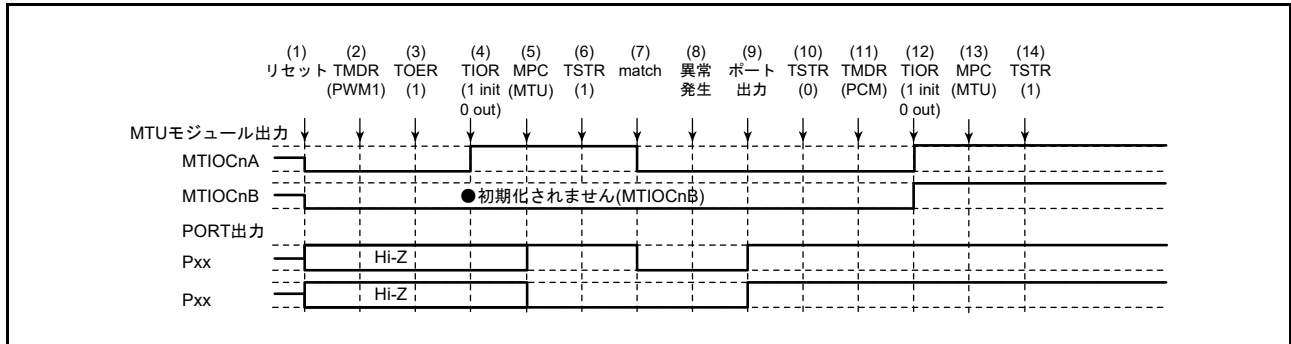 (1) (2) (3) (4) (5) (6) (7) (8) (9) (10) (11) (12) (13) (14)
リセット TMDR TOER TIOR MPC TSTR match 異常 ポート TSTR TMDR TIOR MPC TSTR
(PWM1) (1) (1 init (MTU) (1) 発生 出力 (0) (PCM) (1 init (MTU) (1)
0 out) 0 out)
MTUモジュール出力
MTIOCnA
MTIOCnB ●初期化されません(MTIOCnB)
PORT出力
Pxx Hi-Z
Pxx Hi-Z